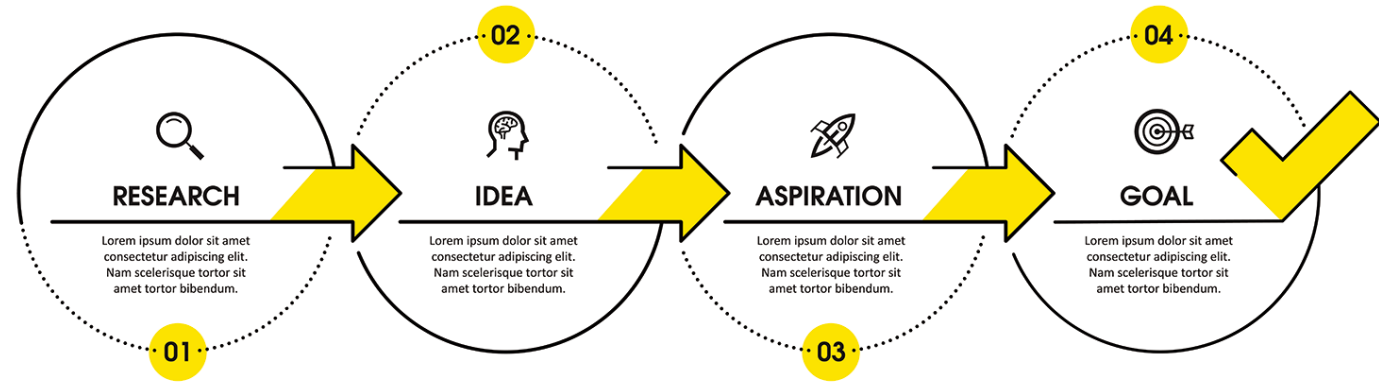 RESEARCH
Lorem ipsum dolor sit amet
consectetur adipiscing elit.
Nam scelerisque tortor sit
amet tortor bibendum.
01
02
IDEA
Lorem ipsum dolor sit amet
consectetur adipiscing elit.
Nam scelerisque tortor sit
amet tortor bibendum.
ASPIRATION
Lorem ipsum dolor sit amet
consectetur adipiscing elit.
Nam scelerisque tortor sit
amet tortor bibendum.
03
04
GOAL
Lorem ipsum dolor sit amet
consectetur adipiscing elit.
Nam scelerisque tortor sit
amet tortor bibendum.